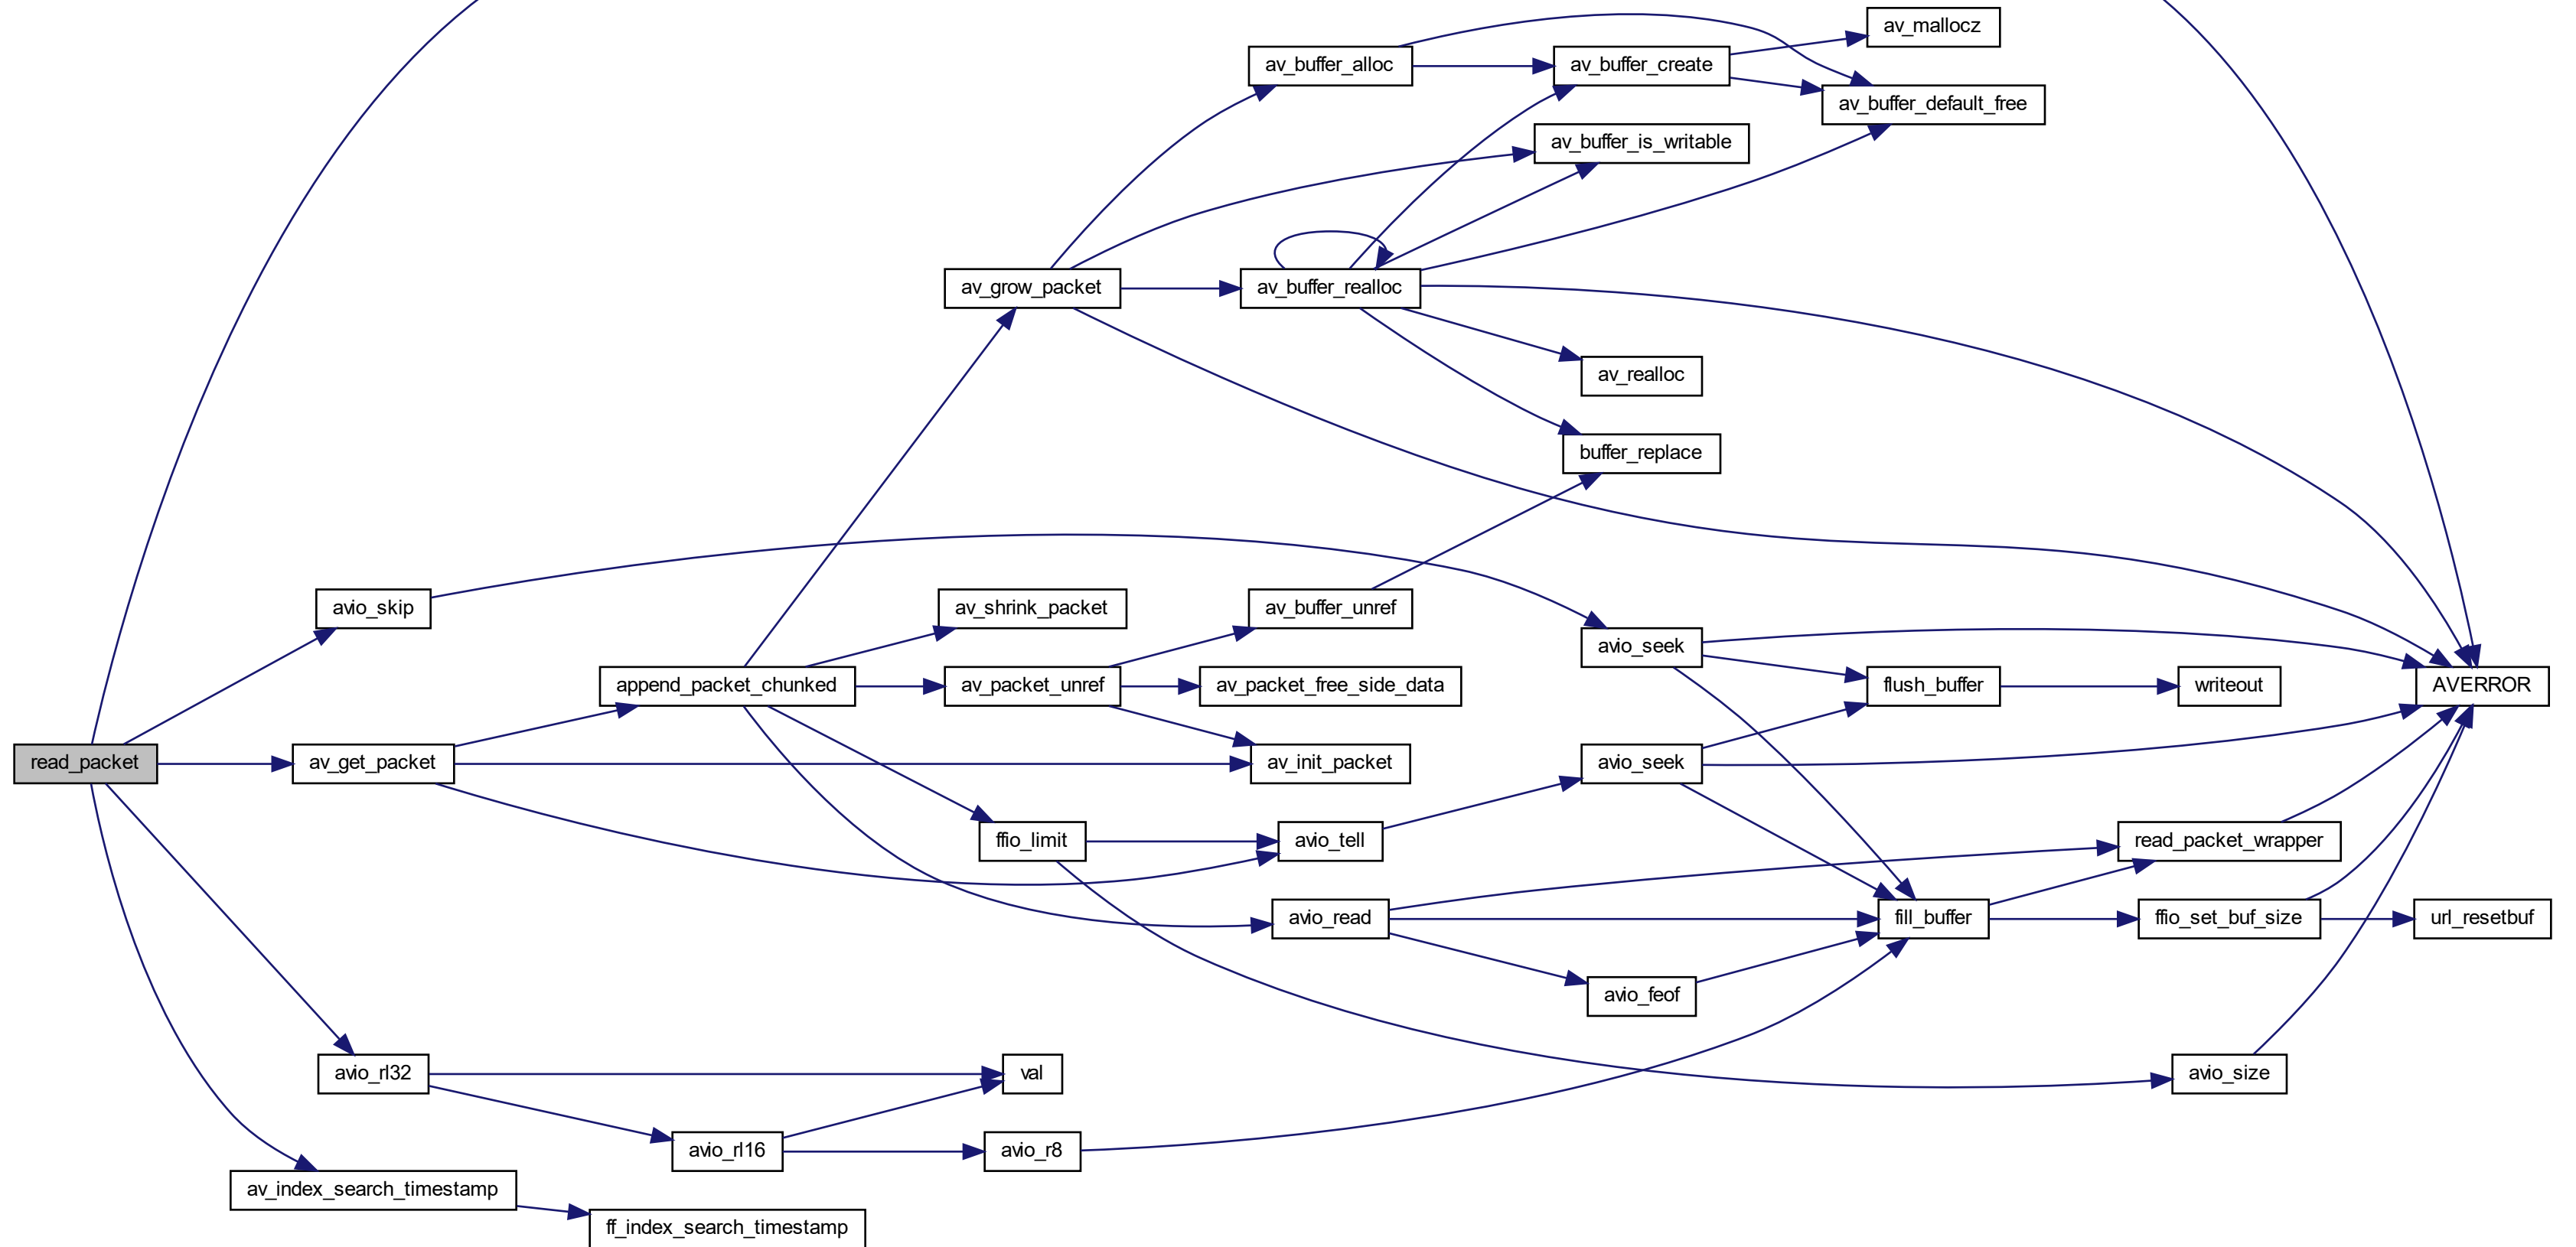 av_mallocz
av_buffer_alloc
av_buffer_create
av_buffer_default_free
av_buffer_is_writable
av_grow_packet
av_buffer_realloc
av_realloc
buffer_replace
avio_skip
av_shrink_packet
av_buffer_unref
avio_seek
append_packet_chunked
av_packet_unref
av_packet_free_side_data
flush_buffer
writeout
AVERROR
read_packet
av_get_packet
av_init_packet
avio_seek
ffio_limit
avio_tell
read_packet_wrapper
avio_read
fill_buffer
ffio_set_buf_size
url_resetbuf
avio_feof
avio_rl32
val
avio_size
avio_rl16
avio_r8
av_index_search_timestamp
ff_index_search_timestamp